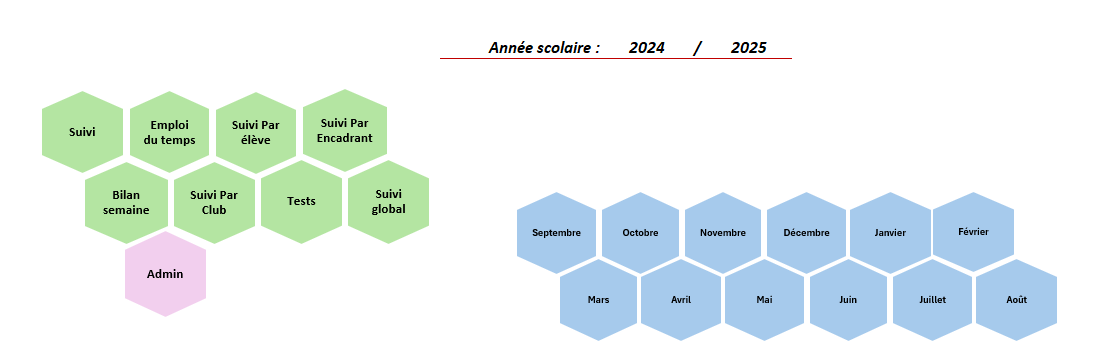 Année scolaire : 2024 / 2025
Suivi
Emploi
du temps
Suivi Par
élève
Suivi Par
Encadrant
Bilan
semaine
Suivi Par
Club
Tests
Suivi
global
Admin
Septembre
Octobre
Novembre
Décembre
Janvier
Février
Mars
Avril
Mai
Juin
Juillet
Août